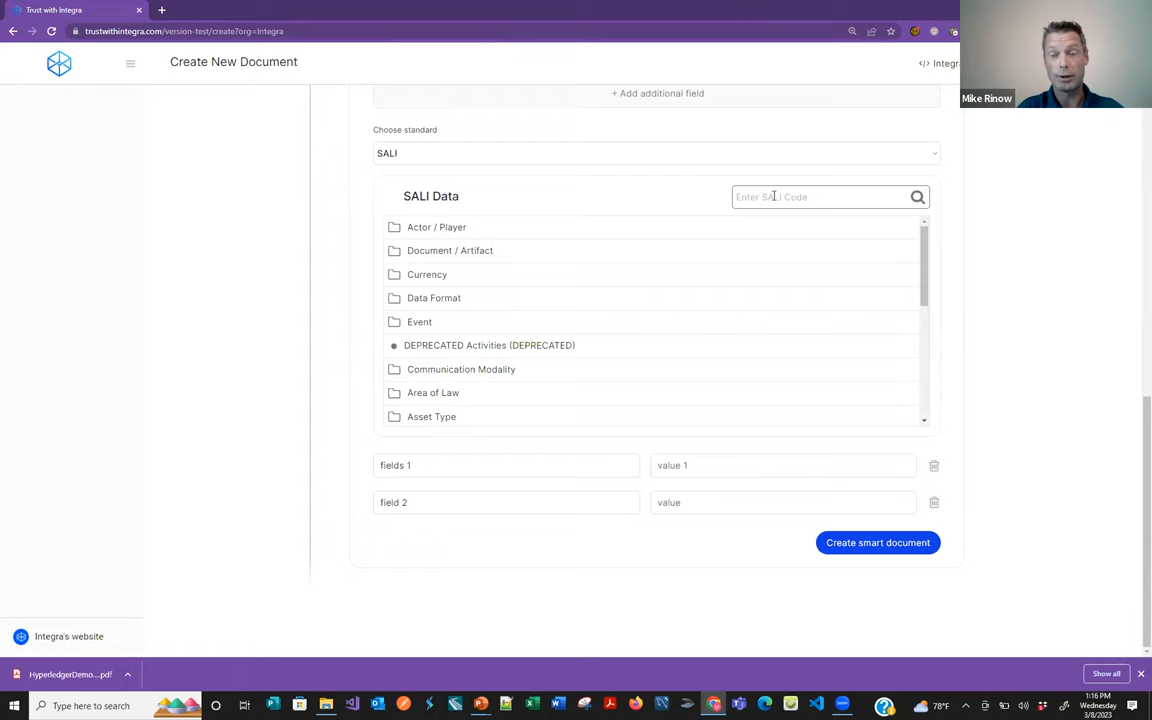 Trust with Integra
trustwithintegra.com/version-test/create?org=Integra
Create New Document
</> Integr
Mike Rinow
+ Add additional field
Choose standard
SALI
SALI Data
Enter SALI Code
Actor / Player
Document / Artifact
Currency
Data Format
Event
DEPRECATED Activities (DEPRECATED)
Communication Modality
Area of Law
Asset Type
fields 1
value 1
field 2
value
Create smart document
Integra's website
HyperledgerDemo....pdf
Show all
Type here to search
78°F
1:16 PM
Wednesday
3/8/2023